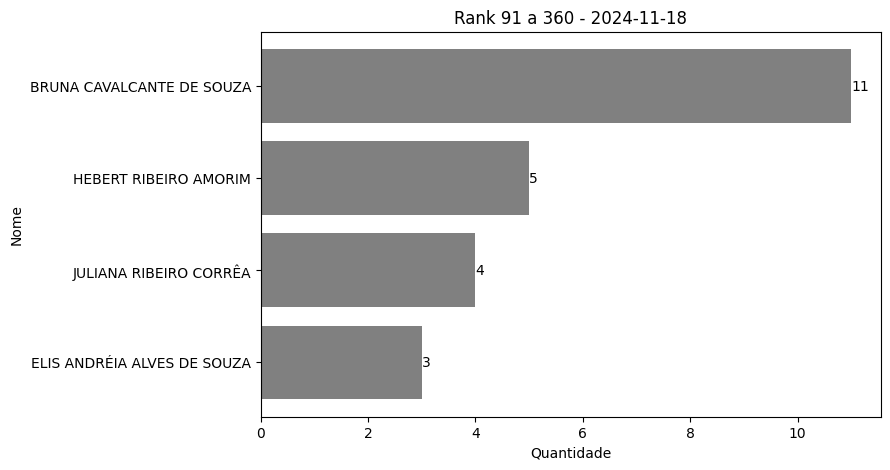 Rank 91 a 360 - 2024-11-18
BRUNA CAVALCANTE DE SOUZA
11
HEBERT RIBEIRO AMORIM
5
JULIANA RIBEIRO CORRÊA
4
ELIS ANDRÉIA ALVES DE SOUZA
3
Nome
0 2 4 6 8 10
Quantidade